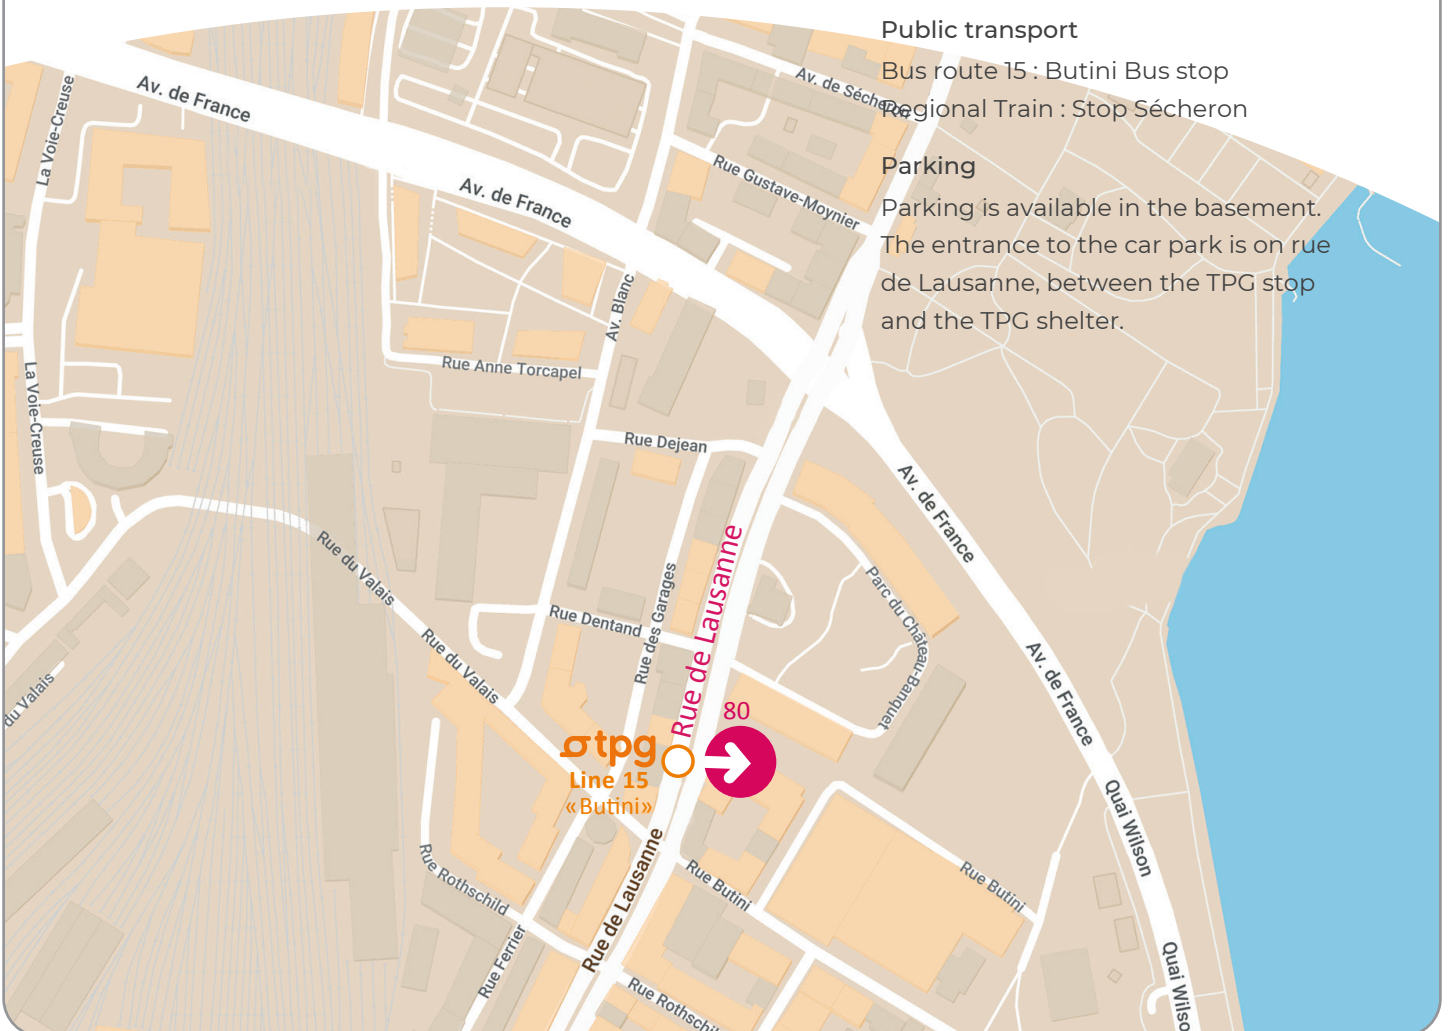 Public transport
Bus route 15 : Butini Bus stop
Regional Train : Stop Sécheron
Parking
Parking is available in the basement.
The entrance to the car park is on rue
de Lausanne, between the TPG stop
and the TPG shelter.
Av. de France
La Voie-Creuse
Av. de Sécheron
Rue Gustave-Moynier
Av. de France
Av. Blanc
Rue Anne Torcapel
La Voie-Creuse
Rue Dejean
Av. de France
Rue du Valais
Rue de Lausanne
Rue des Garages
Parc du Château-Banquet
Rue Dentand
Rue du Valais
Av. de France
du Valais
80
tpg
Line 15
«Butini»
Quai Wilson
Rue de Lausanne
Rue Rothschild
Rue Butini
Rue Butini
Rue Ferrier
Quai Wilso
Rue Rothschil